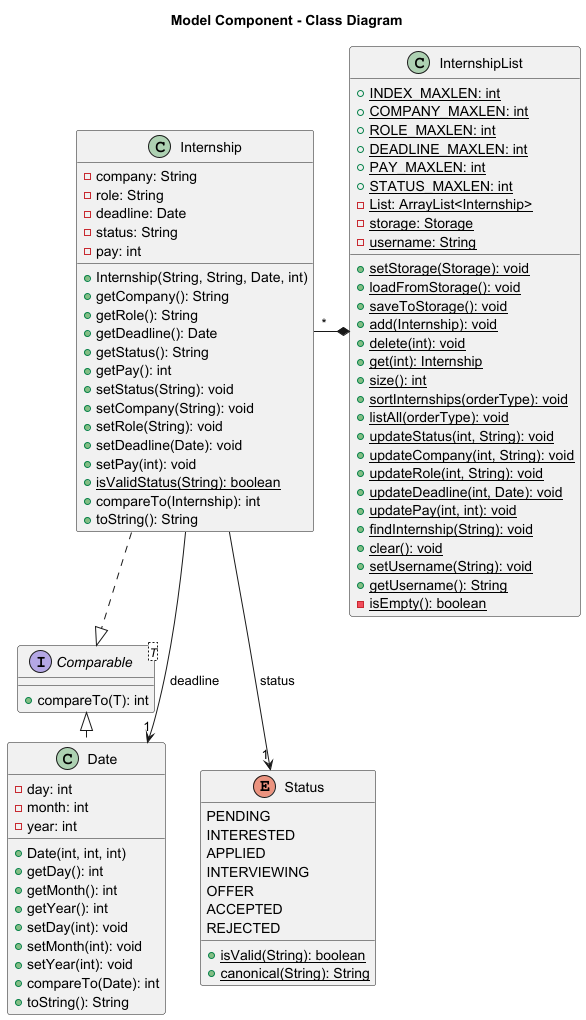 Model Component - Class Diagram
C InternshipList
INDEX_MAXLEN: int
COMPANY_MAXLEN: int
ROLE_MAXLEN: int
DEADLINE_MAXLEN: int
PAY_MAXLEN: int
STATUS_MAXLEN: int
List: ArrayList<Internship>
storage: Storage
username: String
setStorage(Storage): void
loadFromStorage(): void
saveToStorage(): void
add(Internship): void
delete(int): void
get(int): Internship
size(): int
sortInternships(orderType): void
listAll(orderType): void
updateStatus(int, String): void
updateCompany(int, String): void
updateRole(int, String): void
updateDeadline(int, Date): void
updatePay(int, int): void
findInternship(String): void
clear(): void
setUsername(String): void
getUsername(): String
isEmpty(): boolean
C Internship
company: String
role: String
deadline: Date
status: String
pay: int
Internship(String, String, Date, int)
getCompany(): String
getRole(): String
getDeadline(): Date
getStatus(): String
getPay(): int
setStatus(String): void
setCompany(String): void
setRole(String): void
setDeadline(Date): void
setPay(int): void
isValidStatus(String): boolean
compareTo(Internship): int
toString(): String
*
I Comparable
T
compareTo(T): int
deadline
status
1
1
C Date
day: int
month: int
year: int
Date(int, int, int)
getDay(): int
getMonth(): int
getYear(): int
setDay(int): void
setMonth(int): void
setYear(int): void
compareTo(Date): int
toString(): String
E Status
PENDING
INTERESTED
APPLIED
INTERVIEWING
OFFER
ACCEPTED
REJECTED
isValid(String): boolean
canonical(String): String